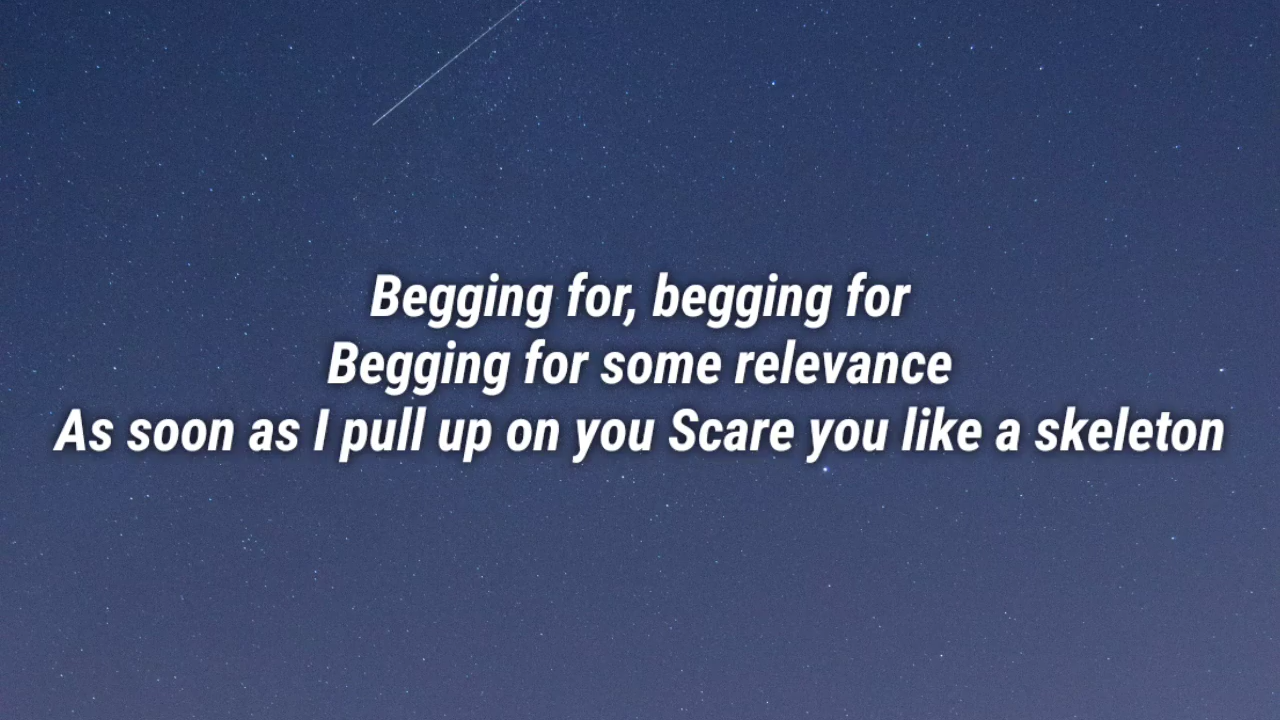 Begging for, begging for
Begging for some relevance
As soon as I pull up on you Scare you like a skeleton